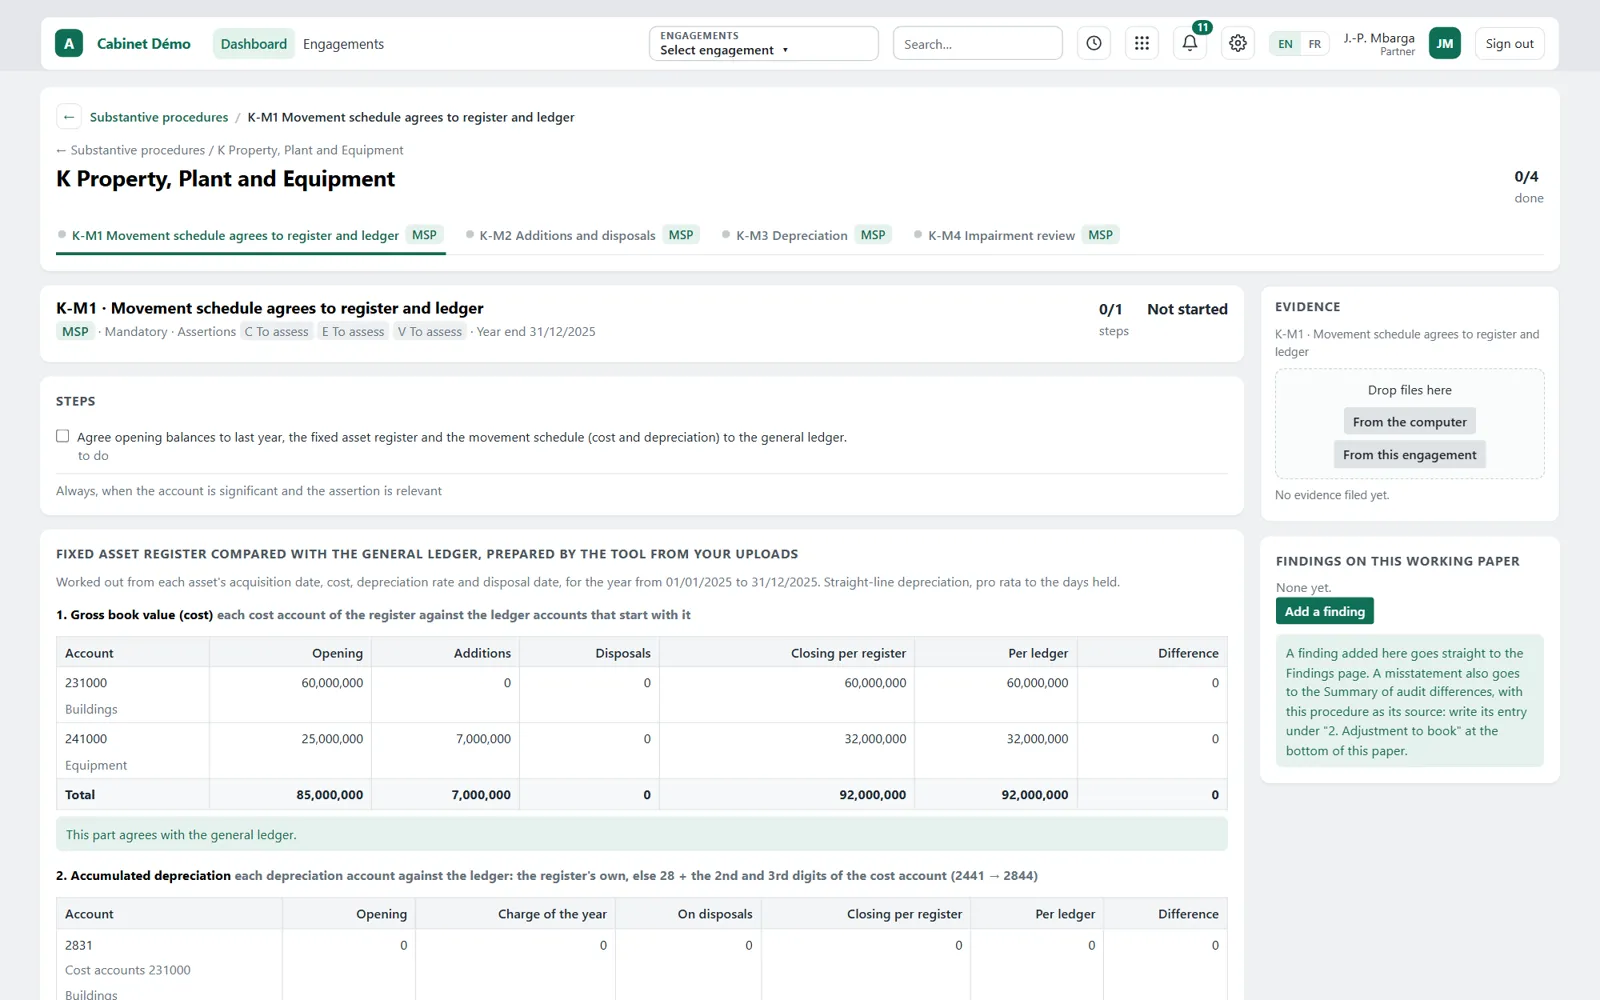 A Cabinet Démo Dashboard Engagements ENGAGEMENTS Select engagement ▾ Search... 11 EN FR J.-P. Mbarga Partner JM Sign out
← Substantive procedures / K-M1 Movement schedule agrees to register and ledger
← Substantive procedures / K Property, Plant and Equipment
K Property, Plant and Equipment 0/4
done
K-M1 Movement schedule agrees to register and ledger MSP K-M2 Additions and disposals MSP K-M3 Depreciation MSP K-M4 Impairment review MSP
K-M1 · Movement schedule agrees to register and ledger 0/1 Not started
MSP · Mandatory · Assertions C To assess E To assess V To assess · Year end 31/12/2025 steps
STEPS
Agree opening balances to last year, the fixed asset register and the movement schedule (cost and depreciation) to the general ledger.
to do
Always, when the account is significant and the assertion is relevant
FIXED ASSET REGISTER COMPARED WITH THE GENERAL LEDGER, PREPARED BY THE TOOL FROM YOUR UPLOADS
Worked out from each asset's acquisition date, cost, depreciation rate and disposal date, for the year from 01/01/2025 to 31/12/2025. Straight-line depreciation, pro rata to the days held.
1. Gross book value (cost) each cost account of the register against the ledger accounts that start with it
Account Opening Additions Disposals Closing per register Per ledger Difference
231000 60,000,000 0 0 60,000,000 60,000,000 0
Buildings
241000 25,000,000 7,000,000 0 32,000,000 32,000,000 0
Equipment
Total 85,000,000 7,000,000 0 92,000,000 92,000,000 0
This part agrees with the general ledger.
2. Accumulated depreciation each depreciation account against the ledger: the register's own, else 28 + the 2nd and 3rd digits of the cost account (2441 → 2844)
Account Opening Charge of the year On disposals Closing per register Per ledger Difference
2831 0 0 0 0 0 0
Cost accounts 231000
Buildings
EVIDENCE
K-M1 · Movement schedule agrees to register and
ledger
Drop files here
From the computer
From this engagement
No evidence filed yet.
FINDINGS ON THIS WORKING PAPER
None yet.
Add a finding
A finding added here goes straight to the
Findings page. A misstatement also goes
to the Summary of audit differences, with
this procedure as its source: write its entry
under "2. Adjustment to book" at the
bottom of this paper.